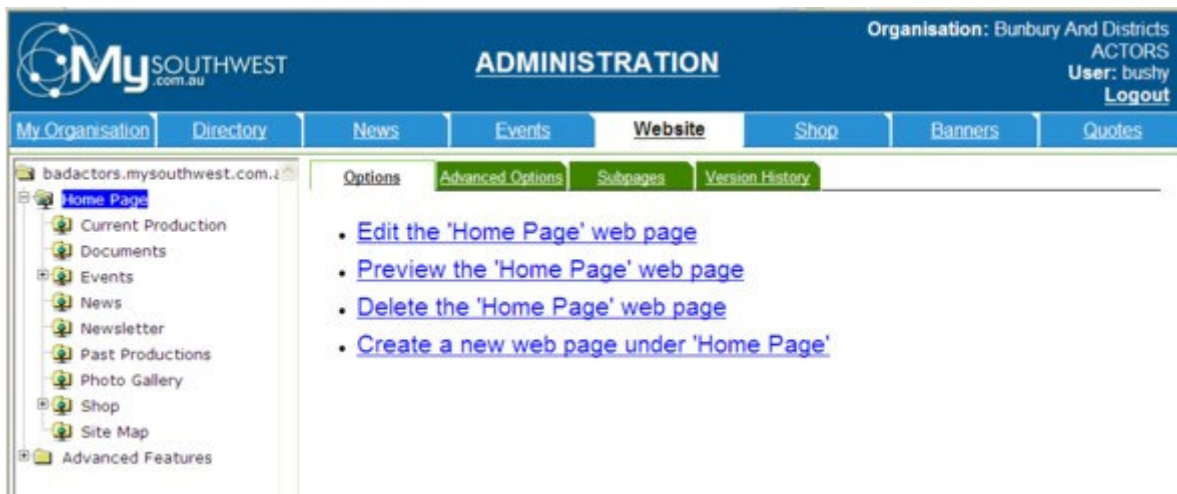 Organisation: Bunbury And Districts
ACTORS
User: bushy
Logout
MySOUTHWEST
.com.au
ADMINISTRATION
My Organisation Directory News Events Website Shop Banners Quotes
badactors.mysouthwest.com.
Home Page
Current Production
Documents
Events
News
Newsletter
Past Productions
Photo Gallery
Shop
Site Map
Advanced Features
Options Advanced Options Subpages Version History
Edit the 'Home Page' web page
Preview the 'Home Page' web page
Delete the 'Home Page' web page
Create a new web page under 'Home Page'